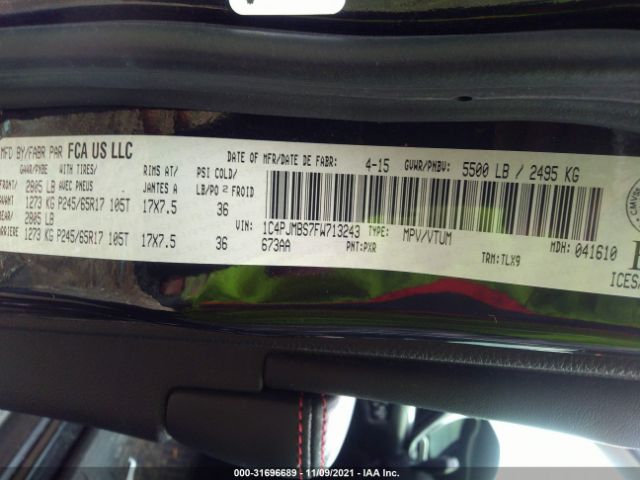 MFD BY/FABR PAR FCA US LLC DATE OF MFR/DATE DE FABR: 4-15 GVWR/PNBV: 5500 LB / 2495 KG
GAWR/PNBE WITH TIRES/ RIMS AT/ PSI COLD/
FRONT/ 2805 LB AVEC PNEUS JANTES A LB/PO 2 FROID
AVANT 1273 KG P245/65R17 105T 17X7.5 36
REAR/ 2805 LB
ARRIERE 1273 KG P245/65R17 105T 17X7.5 36
VIN: 1C4PJMBS7FW713243 TYPE: MPV/VTUM MDH: 041610
673AA PNT: PXR TRM: TLX9
000-31696689 - 11/09/2021 - IAA Inc.